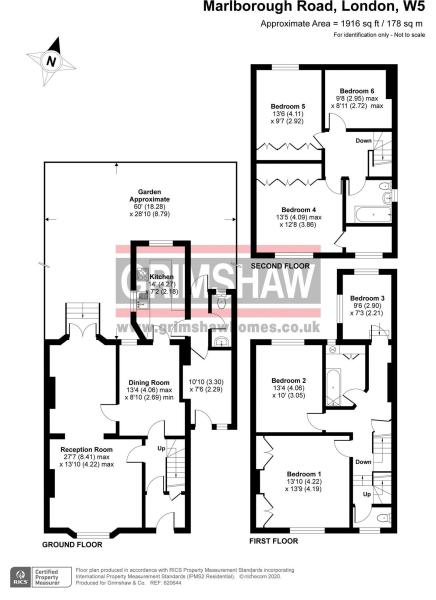 Marlborough Road, London, W5
Approximate Area = 1916 sq ft / 178 sq m
For identification only - Not to scale
N
Bedroom 5
13'6 (4.11)
x 9'7 (2.92)
Bedroom 6
9'8 (2.95) max
x 8'11 (2.72) max
Down
Bedroom 4
13'5 (4.09) max
x 12'8 (3.86)
SECOND FLOOR
Garden
Approximate
60' (18.28)
x 28'10 (8.79)
Kitchen
14' (4.27)
x 7'2 (2.18)
GRIMSHAW
www.grimshawhomes.co.uk
Bedroom 3
9'6 (2.90)
x 7'3 (2.21)
Dining Room
13'4 (4.06) max
x 8'10 (2.69) min
10'10 (3.30)
x 7'6 (2.29)
Bedroom 2
13'4 (4.06)
x 10' (3.05)
Reception Room
27'7 (8.41) max
x 13'10 (4.22) max
Up
Bedroom 1
13'10 (4.22)
x 13'9 (4.19)
Down
Up
GROUND FLOOR
FIRST FLOOR
RICS
Certified
Property
Measurer
Floor plan produced in accordance with RICS Property Measurement Standards incorporating
International Property Measurement Standards (IPMS2 Residential). © nichecom 2020.
Produced for Grimshaw & Co. REF: 620644